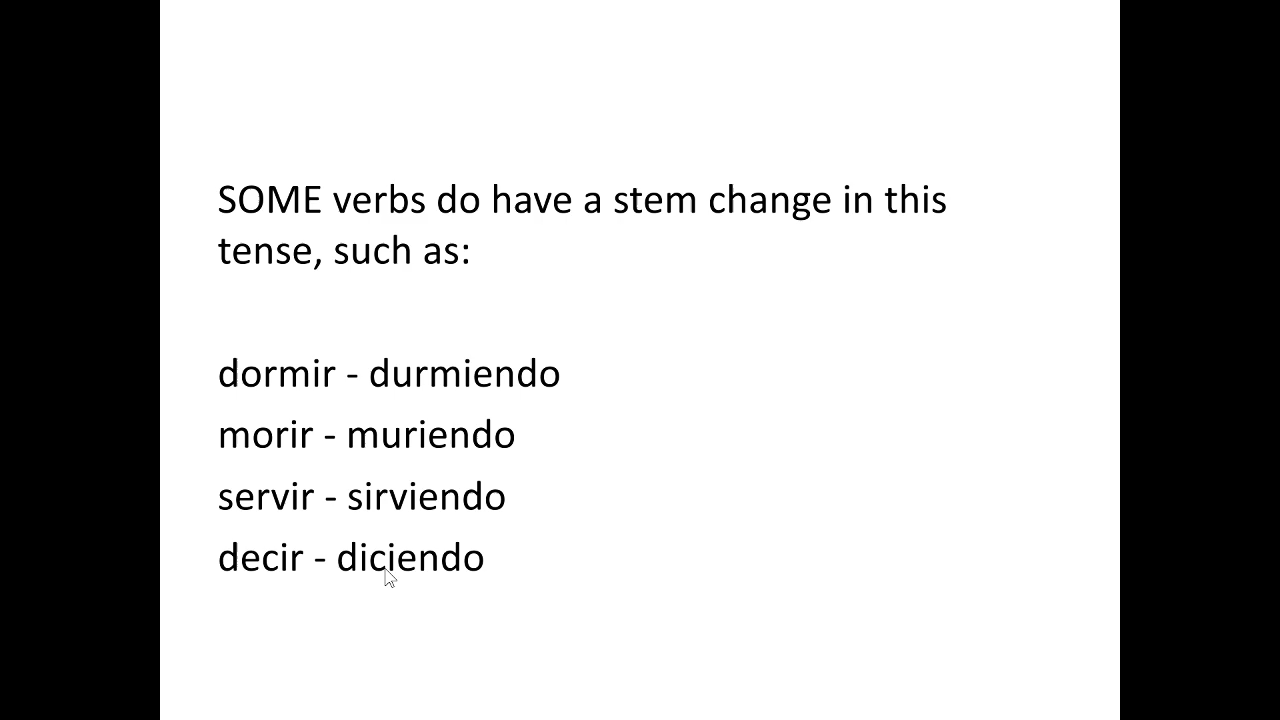 SOME verbs do have a stem change in this
tense, such as:
dormir - durmiendo
morir - muriendo
servir - sirviendo
decir - diciendo